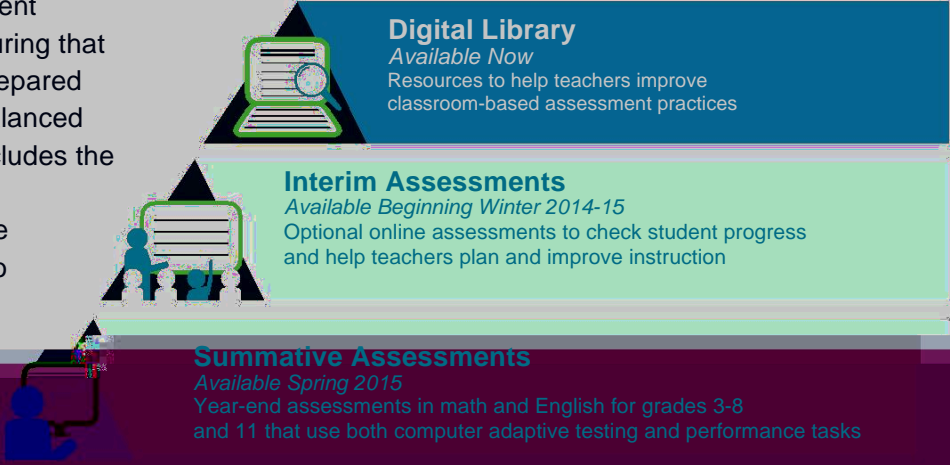 ent
uring that
epared
lanced
cludes the
e
o
Digital Library
Available Now
Resources to help teachers improve
classroom-based assessment practices
Interim Assessments
Available Beginning Winter 2014-15
Optional online assessments to check student progress
and help teachers plan and improve instruction
Summative Assessments
Available Spring 2015
Year-end assessments in math and English for grades 3-8
and 11 that use both computer adaptive testing and performance tasks